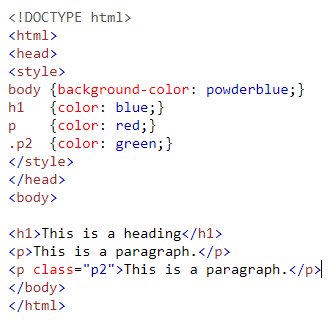 <!DOCTYPE html>
<html>
<head>
<style>
body {background-color: powderblue;}
h1   {color: blue;}
p    {color: red;}
.p2  {color: green;}
</style>
</head>
<body>

<h1>This is a heading</h1>
<p>This is a paragraph.</p>
<p class="p2">This is a paragraph.</p>
</body>
</html>